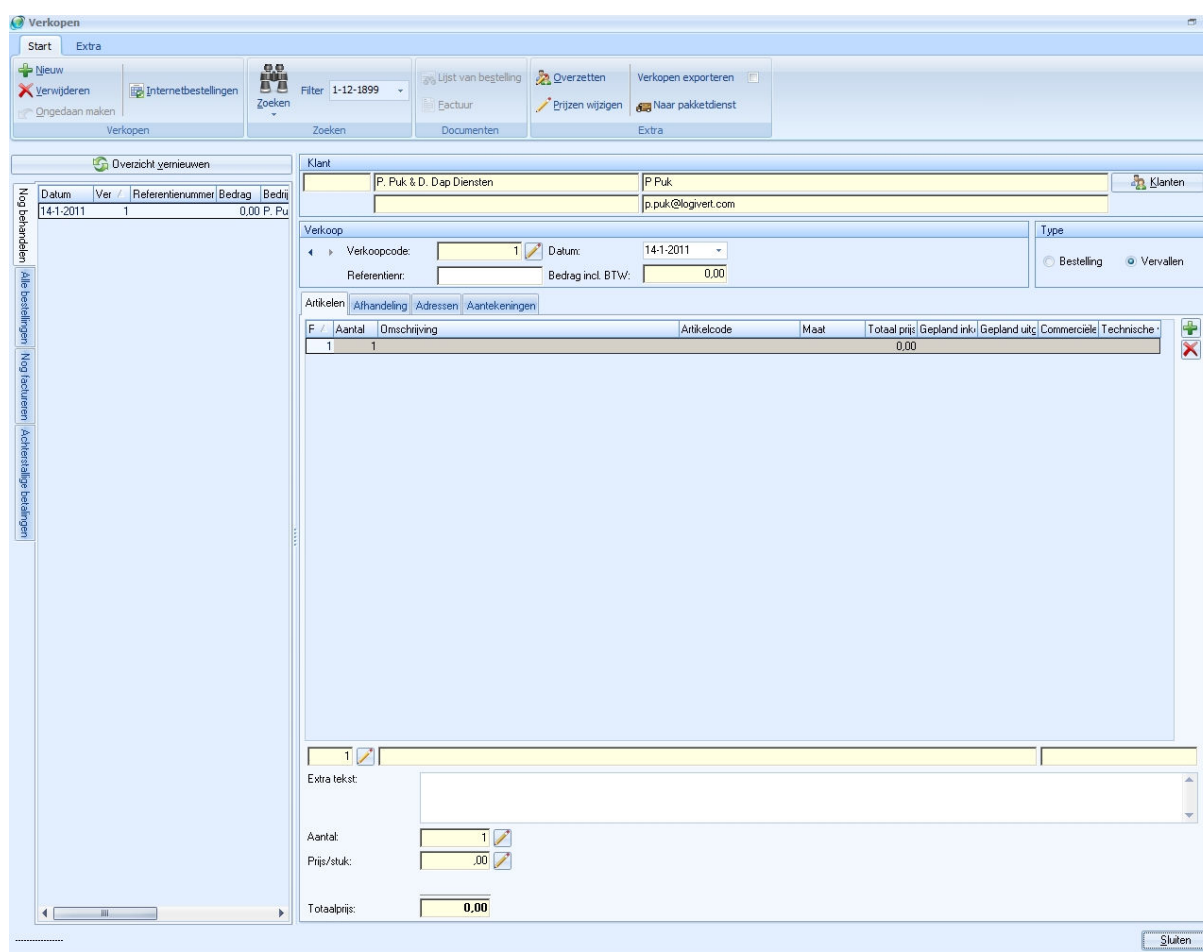 Verkopen
Start Extra
Nieuw
Verwijderen
Ongedaan maken
Internetbestellingen
Verkopen
Zoeken
Filter 1-12-1899
Zoeken
Lijst van bestelling
Factuur
Documenten
Overzetten
Prijzen wijzigen
Verkopen exporteren
Naar pakketdienst
Extra
Overzicht vernieuwen
Nog behandelen
Alle bestellingen
Nog factureren
Achterstallige betalingen
Datum Ver Referentienummer Bedrag Bedrij
14-1-2011 1 0,00 P. Pu
Klant
P. Puk & D. Dap Diensten P Puk
p.puk@logivert.com
Klanten
Verkoop
Verkoopcode: 1 Datum: 14-1-2011
Referentienr: Bedrag incl. BTW: 0,00
Type
Bestelling Vervallen
Artikelen Afhandeling Adressen Aantekeningen
F Aantal Omschrijving Artikelcode Maat Totaal prijs Gepland ink Gepland uitg Commerciële Technische
1 1 0,00
1
Extra tekst:
Aantal: 1
Prijs/stuk: ,00
Totaalprijs: 0,00
Sluiten